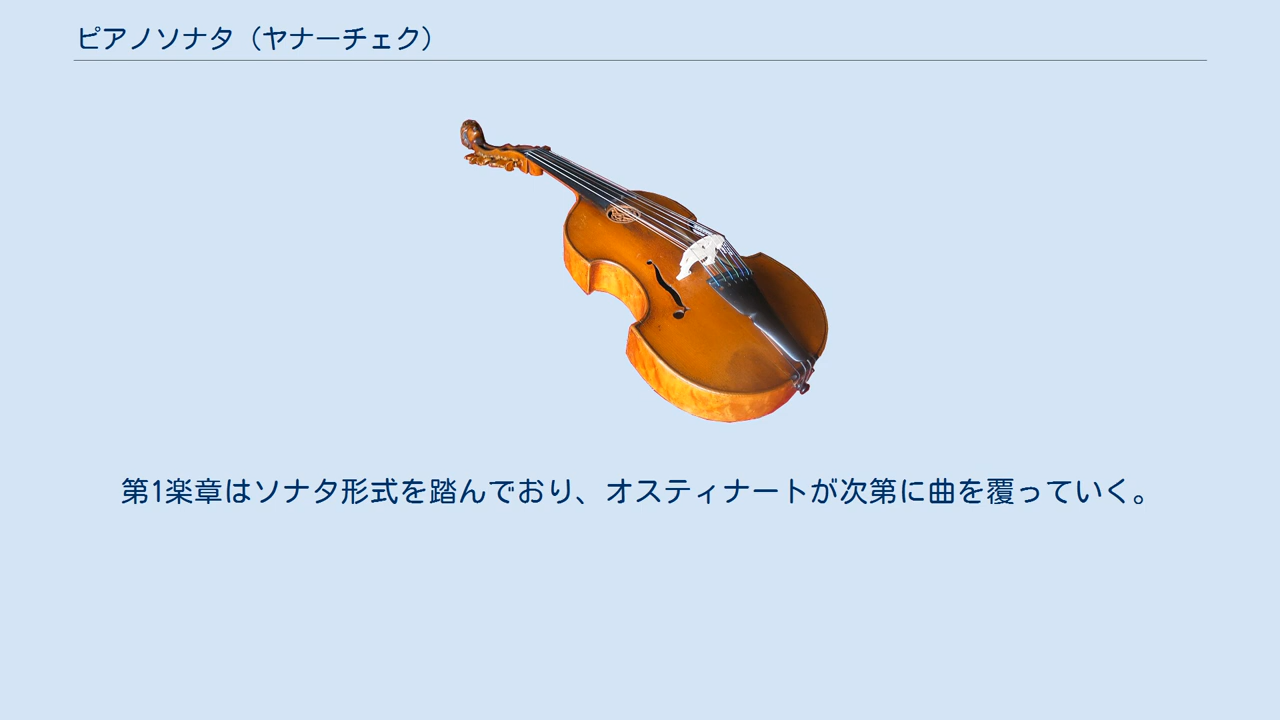 ピアノソナタ（ヤナーチェク）
第1楽章はソナタ形式を踏んでおり、オスティナートが次第に曲を覆っていく。